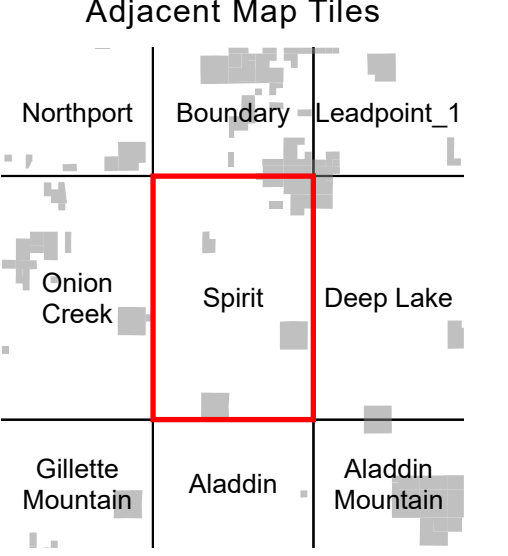 Adjacent Map Tiles
Northport
Boundary
Leadpoint_1
Onion
Creek
Spirit
Deep Lake
Gillette
Mountain
Aladdin
Aladdin
Mountain